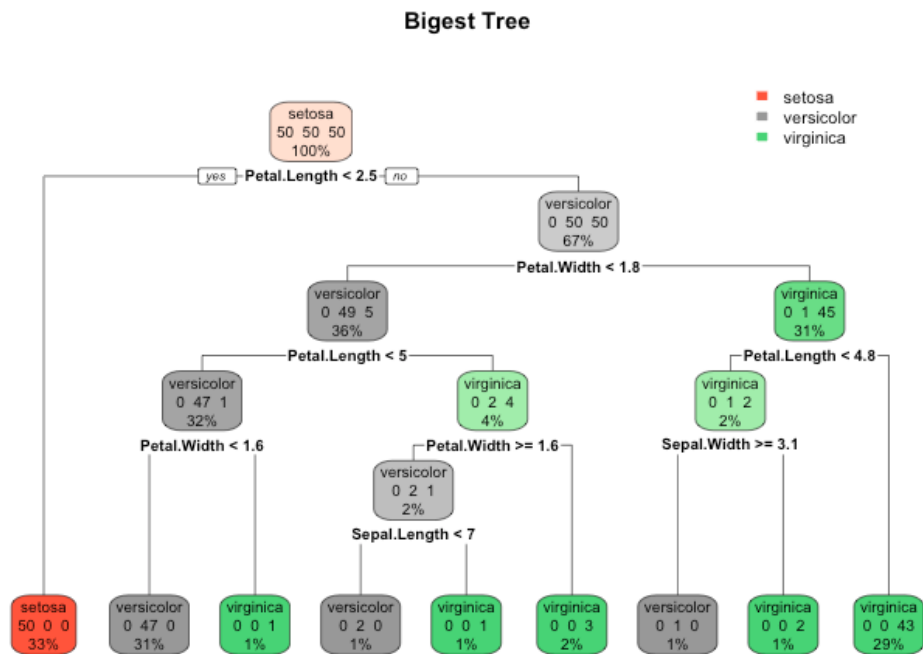 Bigest Tree
setosa
versicolor
virginica
setosa
50 50 50
100%
yes Petal.Length < 2.5 no
versicolor
0 50 50
67%
Petal.Width < 1.8
versicolor
0 49 5
36%
virginica
0 1 45
31%
Petal.Length < 5
Petal.Length < 4.8
versicolor
0 47 1
32%
virginica
0 2 4
4%
virginica
0 1 2
2%
Petal.Width < 1.6
Petal.Width >= 1.6
Sepal.Width >= 3.1
versicolor
0 2 1
2%
Sepal.Length < 7
setosa
50 0 0
33%
versicolor
0 47 0
31%
virginica
0 0 1
1%
versicolor
0 2 0
1%
virginica
0 0 1
1%
virginica
0 0 3
2%
versicolor
0 1 0
1%
virginica
0 0 2
1%
virginica
0 0 43
29%